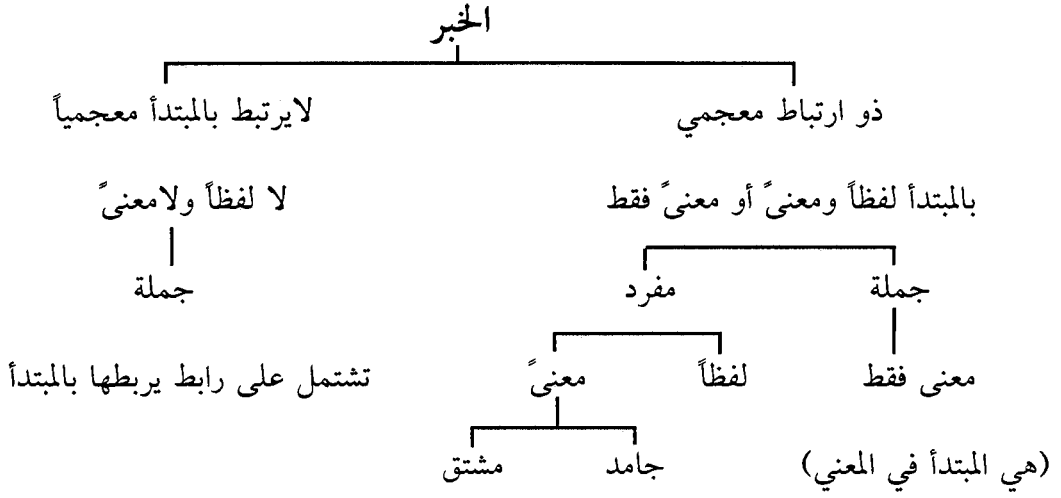 الخبر
ذو ارتباط معجمي لايرتبط بالمبتدأ معجمياً
بالمبتدأ لفظاً ومعنىً أو معنىً فقط لا لفظاً ولامعنىً
جملة مفرد جملة
معنى فقط لفظاً معنىً تشتمل على رابط يربطها بالمبتدأ
(هي المبتدأ في المعني) جامد مشتق